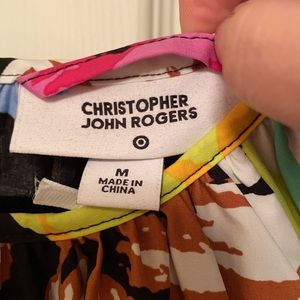 CHRISTOPHER
JOHN ROGERS
M
MADE IN
CHINA